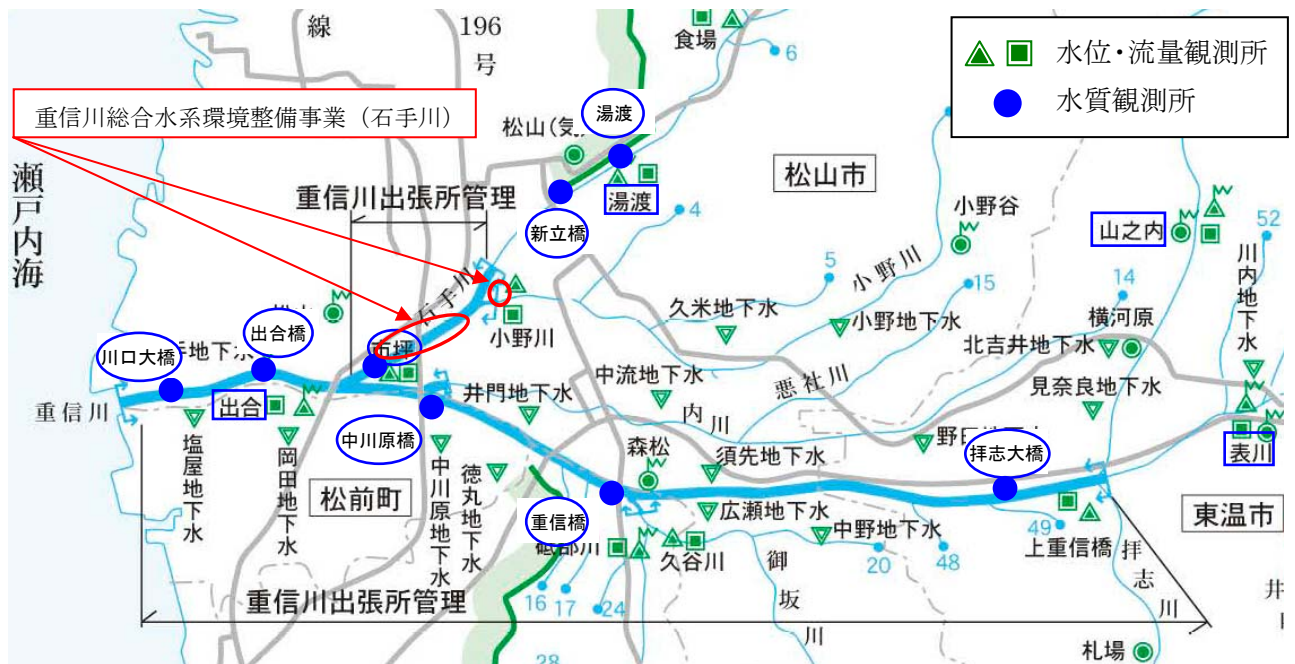 線
196
号
食場
6
水位・流量観測所
水質観測所
重信川総合水系環境整備事業（石手川）
松山(気
湯渡
湯渡
松山市
瀬戸内海
重信川出張所管理
新立橋
4
小野谷
山之内
52
川内地下水
石手川
5
小野川
15
14
小野川
久米地下水
小野地下水
横河原
出合橋
川口大橋
市坪
北吉井地下水
中流地下水
悪社川
見奈良地下水
井門地下水
内川
重信川
出合
中川原橋
塩屋地下水
岡田地下水
松前町
中川原地下水
徳丸地下水
森松
須先地下水
拝志大橋
表川
重信橋
広瀬地下水
中野地下水
49
上重信橋
東温市
砥部川
久谷川
御坂川
20
48
拝志川
16
17
24
重信川出張所管理
井
札場
28